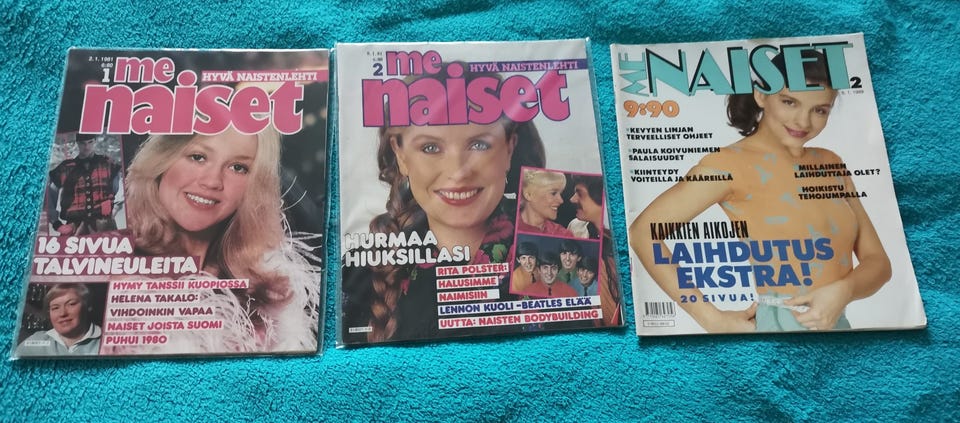 2.1.1981
6:80
1
me
HYVÄ NAISTENLEHTI
naiset
16 SIVUA
TALVINEULEITA
HYMY TANSSII KUOPIOSSA
HELENA TAKALO:
VIHDOINKIN VAPAA
NAISET JOISTA SUOMI
PUHUI 1980
2
me
HYVÄ NAISTENLEHTI
naiset
HURMAA
HIUKSILLASI
RITA POLSTER:
HALUSIMME
NAIMISIIN
LENNON KUOLI-BEATLES ELÄÄ
UUTTA: NAISTEN BODYBUILDING
ME
NAISET
2
9:90
KEVYEN LINJAN
TERVEELLISET OHJEET
PAULA KOIVUNIEMEN
SALAISUUDET
KIINTEYDY
VOITEILLA JA KÄÄREILLÄ
MILLAINEN
LAIHDUTTAJA OLET?
HOIKISTU
TEHOJUMPALLA
KAIKKIEN AIKOJEN
LAIHDUTUS
EKSTRA!
20 SIVUA!